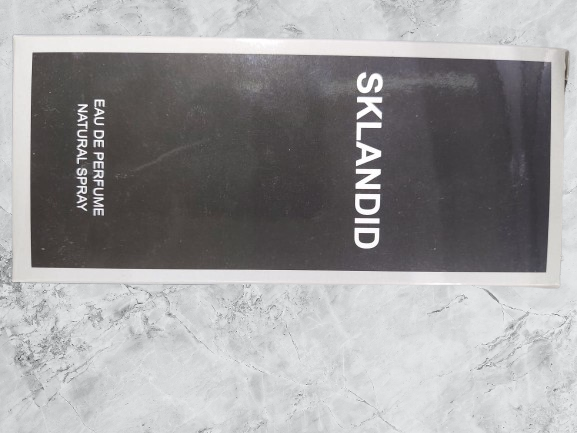 SKLANDID
EAU DE PERFUME
NATURAL SPRAY